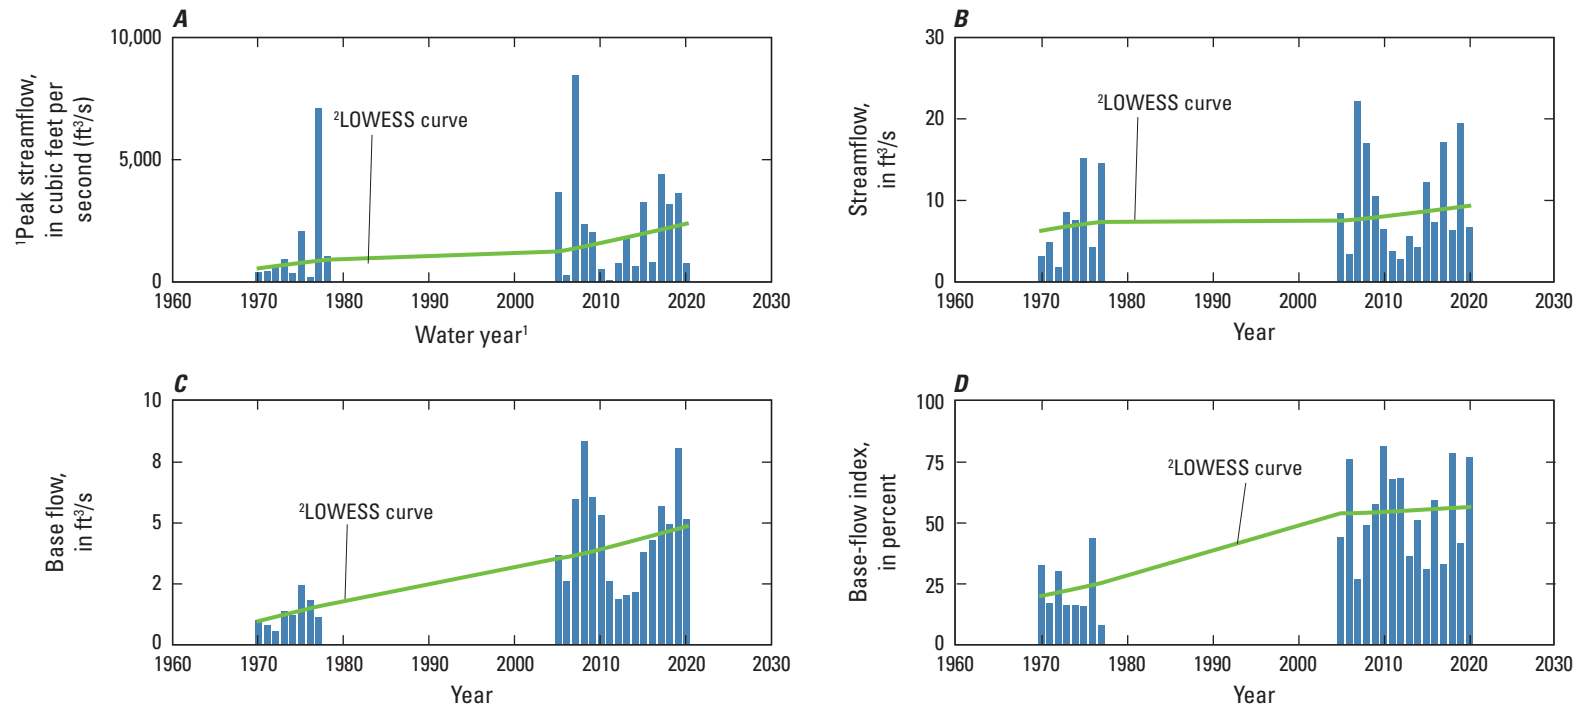 A
10,000
5,000
0
¹Peak streamflow,
in cubic feet per
second (ft³/s)
²LOWESS curve
1960 1970 1980 1990 2000 2010 2020 2030
Water year¹
B
30
20
10
0
Streamflow,
in ft³/s
²LOWESS curve
1960 1970 1980 1990 2000 2010 2020 2030
Year
C
10
8
5
2
0
Base flow,
in ft³/s
²LOWESS curve
1960 1970 1980 1990 2000 2010 2020 2030
Year
D
100
75
50
25
0
Base-flow index,
in percent
²LOWESS curve
1960 1970 1980 1990 2000 2010 2020 2030
Year